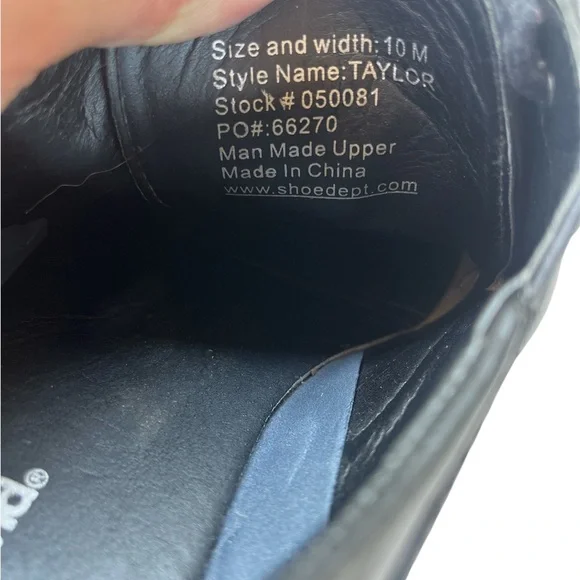 Size and width: 10 M
Style Name:TAYLOR
Stock # 050081
PO#:66270
Man Made Upper
Made In China
www.shoedept.com